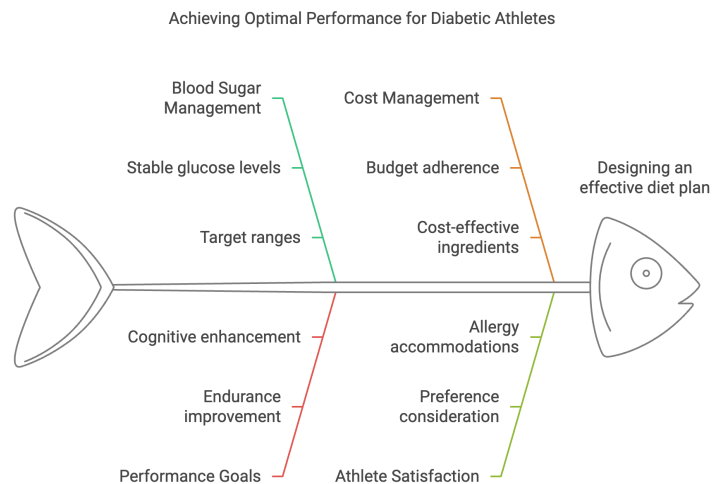 Achieving Optimal Performance for Diabetic Athletes
Blood Sugar
Management
Stable glucose levels
Target ranges
Cost Management
Budget adherence
Cost-effective
ingredients
Designing an
effective diet plan
Cognitive enhancement
Endurance
improvement
Performance Goals
Allergy
accommodations
Preference
consideration
Athlete Satisfaction